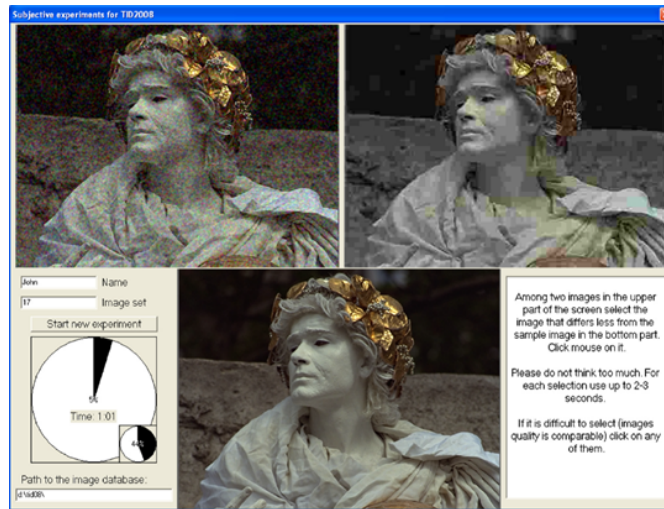 Subjective experiments for TID2008
John Name
17 Image set
Start new experiment
5%
Time: 1:01
44%
Path to the image database:
d:\tid08\
Among two images in the upper
part of the screen select the
image that differs less from the
sample image in the bottom part.
Click mouse on it.
Please do not think too much. For
each selection use up to 2-3
seconds.
If it is difficult to select (images
quality is comparable) click on any
of them.